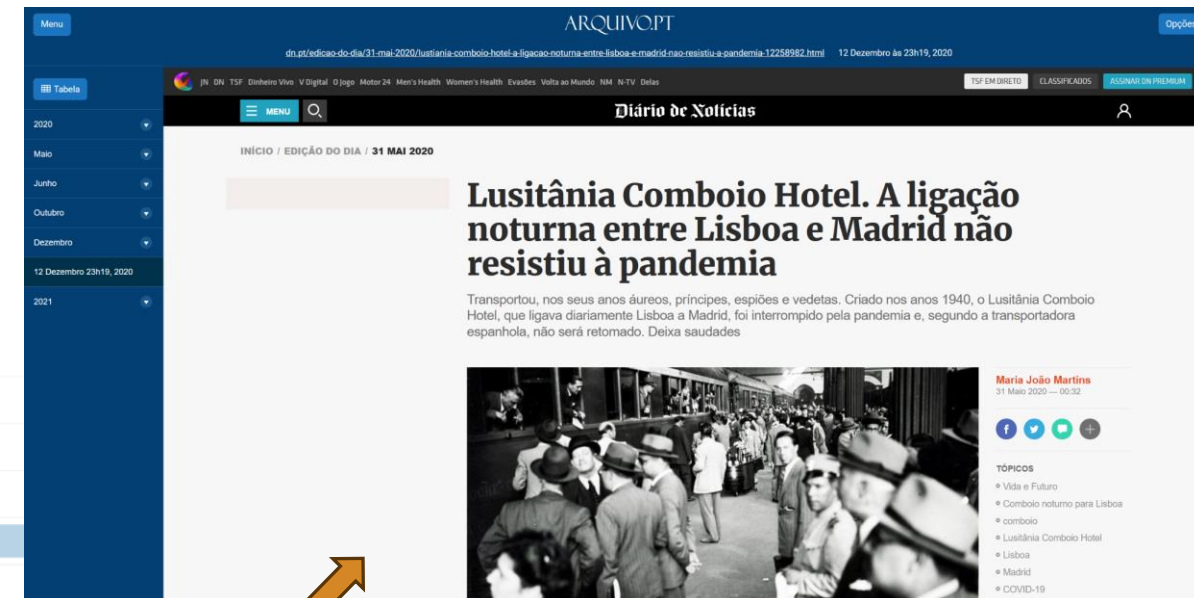 Menu
ARQUIVO.PT
Opções
dn.pt/edicao-do-dia/31-mai-2020/lustiania-comboio-hotel-a-ligacao-noturna-entre-lisboa-e-madrid-nao-resistiu-a-pandemia-12258982.html 12 Dezembro às 23h19, 2020
Tabela
2020
Maio
Junho
Outubro
Dezembro
12 Dezembro 23h19, 2020
2021
JN DN TSF Dinheiro Vivo V Digital O Jogo Motor 24 Men's Health Women's Health Evasões Volta ao Mundo NM N-TV Delas
TSF EM DIRETO CLASSIFICADOS ASSINAR DN PREMIUM
MENU
Diário de Notícias
INÍCIO / EDIÇÃO DO DIA / 31 MAI 2020
Lusitânia Comboio Hotel. A ligação
noturna entre Lisboa e Madrid não
resistiu à pandemia
Transportou, nos seus anos áureos, príncipes, espiões e vedetas. Criado nos anos 1940, o Lusitânia Comboio
Hotel, que ligava diariamente Lisboa a Madrid, foi interrompido pela pandemia e, segundo a transportadora
espanhola, não será retomado. Deixa saudades
Maria João Martins
31 Maio 2020 — 00:32
TÓPICOS
Vida e Futuro
Comboio noturno para Lisboa
comboio
Lusitânia Comboio Hotel
Lisboa
Madrid
COVID-19